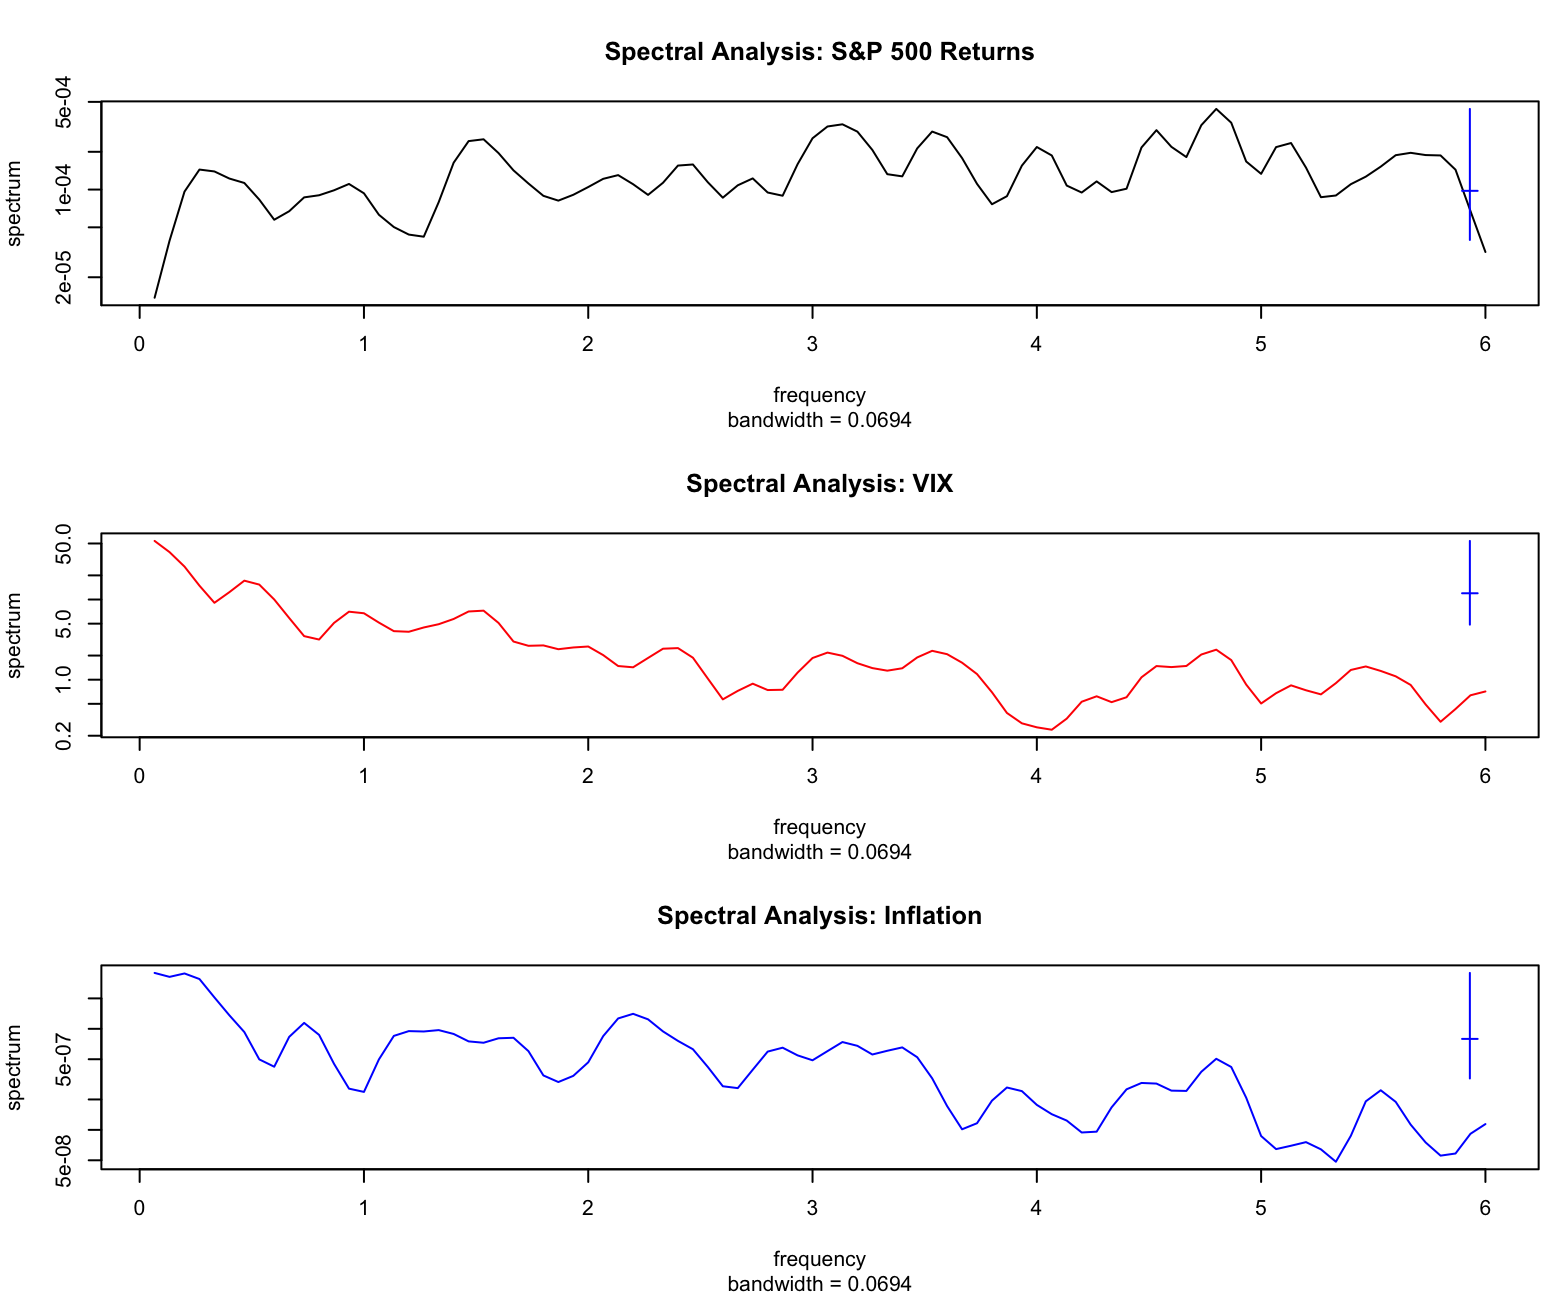 Spectral Analysis: S&P 500 Returns
spectrum
5e-04
1e-04
2e-05
0 1 2 3 4 5 6
frequency
bandwidth = 0.0694
Spectral Analysis: VIX
spectrum
50.0
5.0
1.0
0.2
0 1 2 3 4 5 6
frequency
bandwidth = 0.0694
Spectral Analysis: Inflation
spectrum
5e-07
5e-08
0 1 2 3 4 5 6
frequency
bandwidth = 0.0694